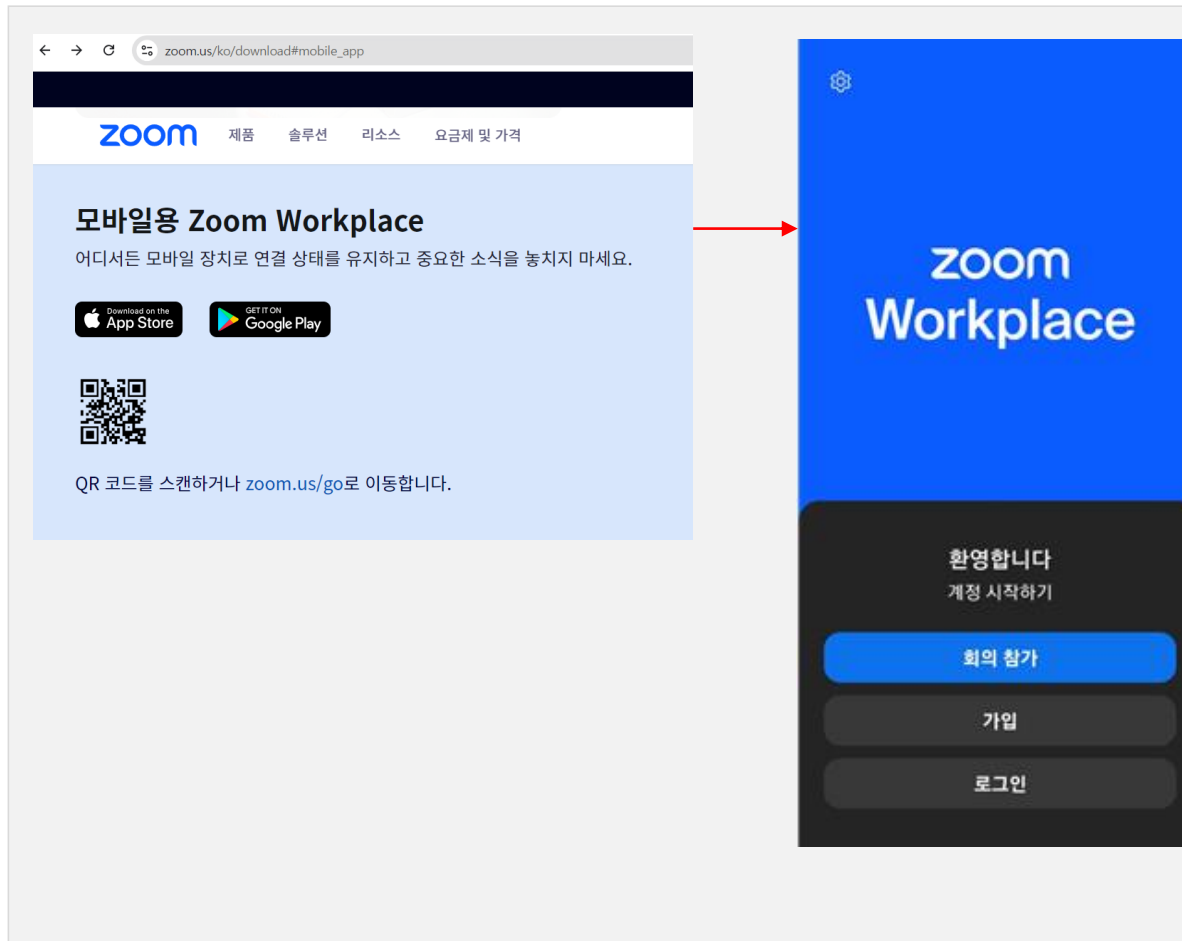 zoom.us/ko/download#mobile_app
zoom 제품 솔루션 리소스 요금제 및 가격
모바일용 Zoom Workplace
어디서든 모바일 장치로 연결 상태를 유지하고 중요한 소식을 놓치지 마세요.
Download on the
App Store
GET IT ON
Google Play
QR 코드를 스캔하거나 zoom.us/go로 이동합니다.
zoom
Workplace
환영합니다
계정 시작하기
회의 참가
가입
로그인